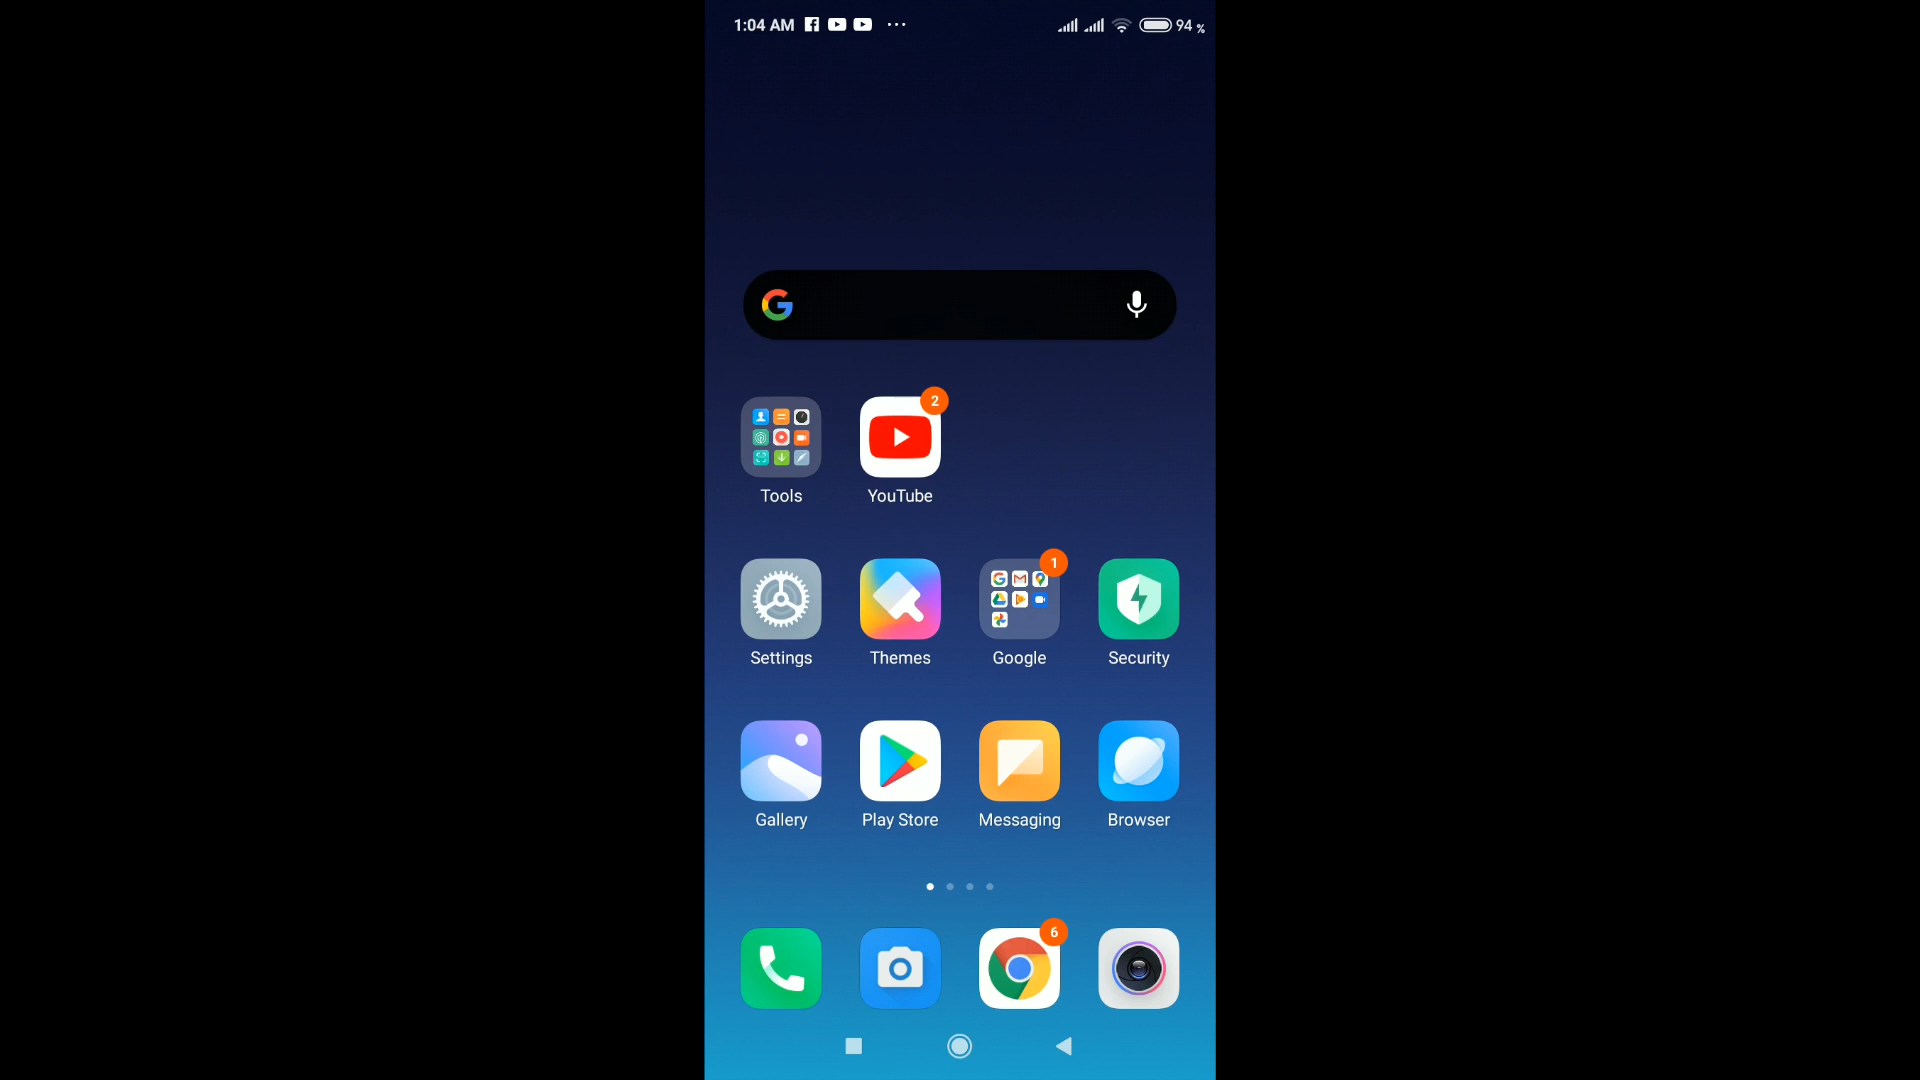 1:04 AM 94 %
2
Tools YouTube
1
Settings Themes Google Security
Gallery Play Store Messaging Browser
6